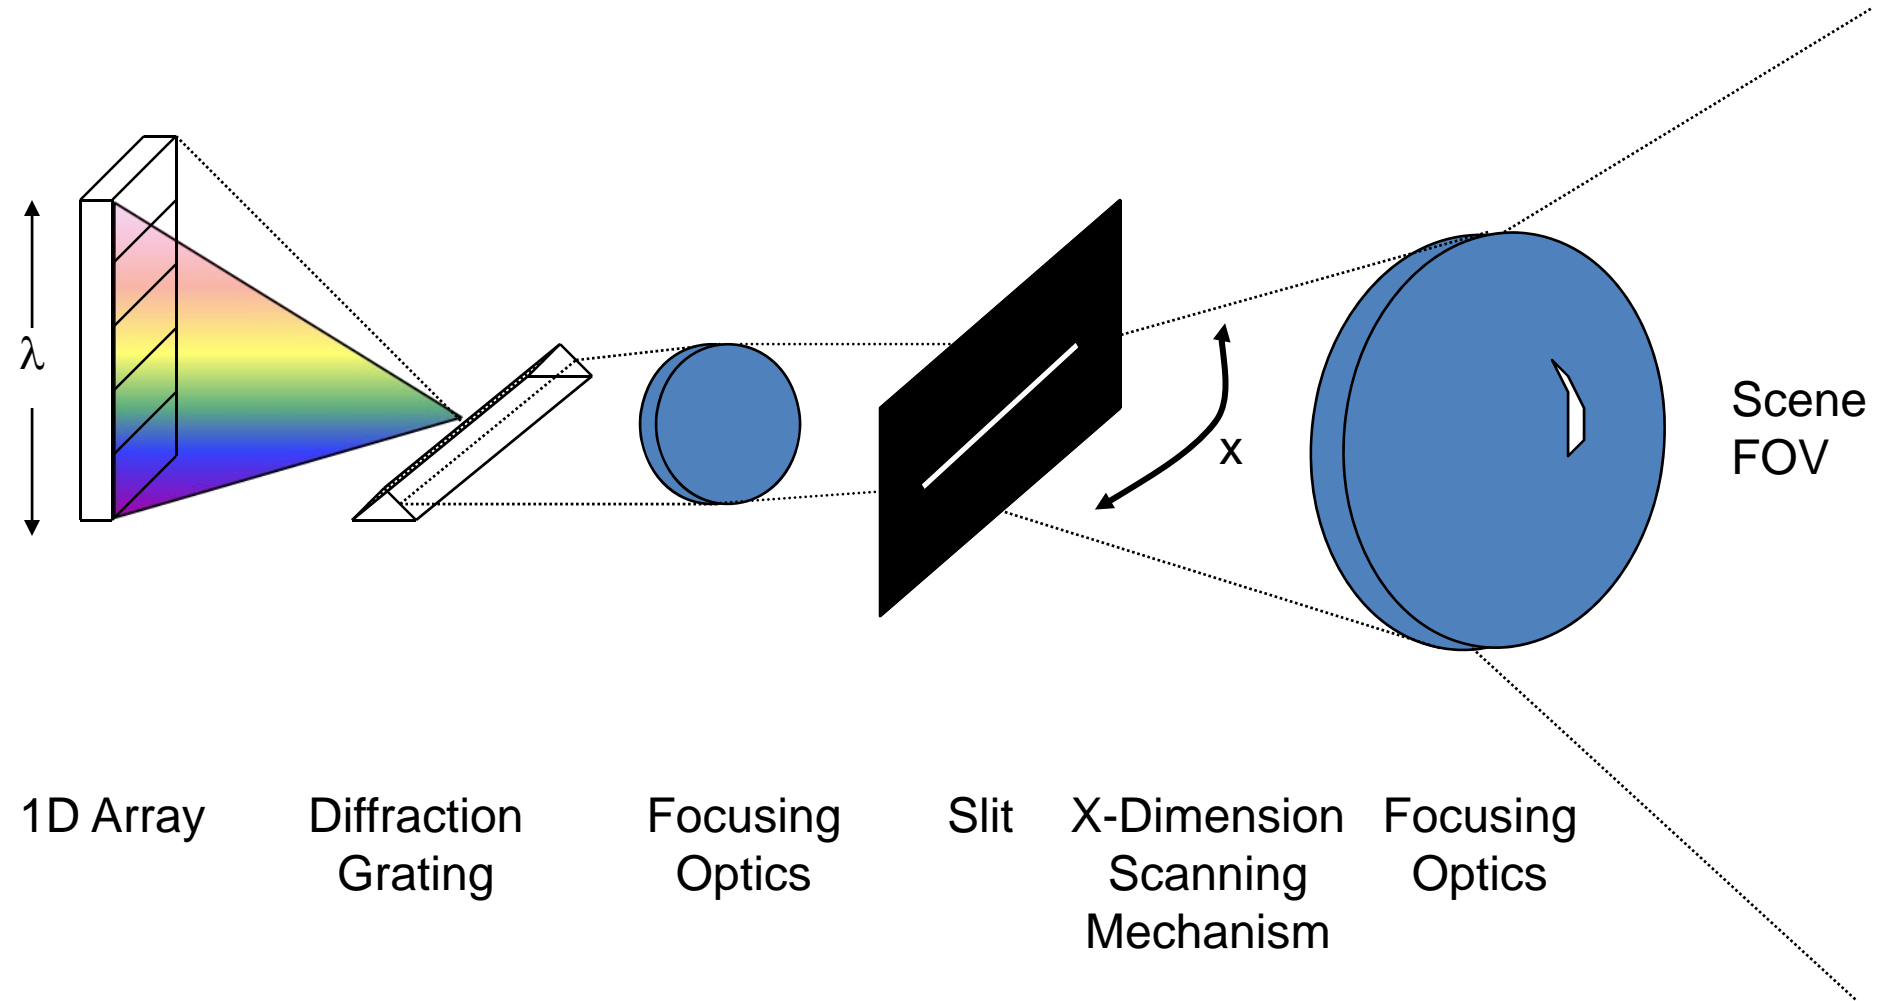 λ
x
Scene
FOV
1D Array
Diffraction
Grating
Focusing
Optics
Slit
X-Dimension
Scanning
Mechanism
Focusing
Optics